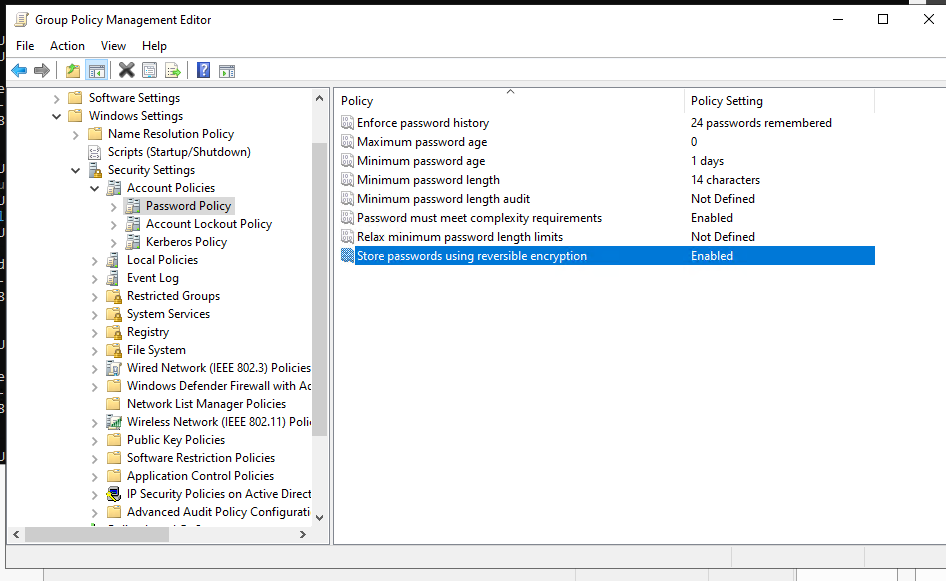 Group Policy Management Editor
File Action View Help
Software Settings
Windows Settings
Name Resolution Policy
Scripts (Startup/Shutdown)
Security Settings
Account Policies
Password Policy
Account Lockout Policy
Kerberos Policy
Local Policies
Event Log
Restricted Groups
System Services
Registry
File System
Wired Network (IEEE 802.3) Policies
Windows Defender Firewall with Ad
Network List Manager Policies
Wireless Network (IEEE 802.11) Poli
Public Key Policies
Software Restriction Policies
Application Control Policies
IP Security Policies on Active Direct
Advanced Audit Policy Configurati
Policy Policy Setting
Enforce password history 24 passwords remembered
Maximum password age 0
Minimum password age 1 days
Minimum password length 14 characters
Minimum password length audit Not Defined
Password must meet complexity requirements Enabled
Relax minimum password length limits Not Defined
Store passwords using reversible encryption Enabled